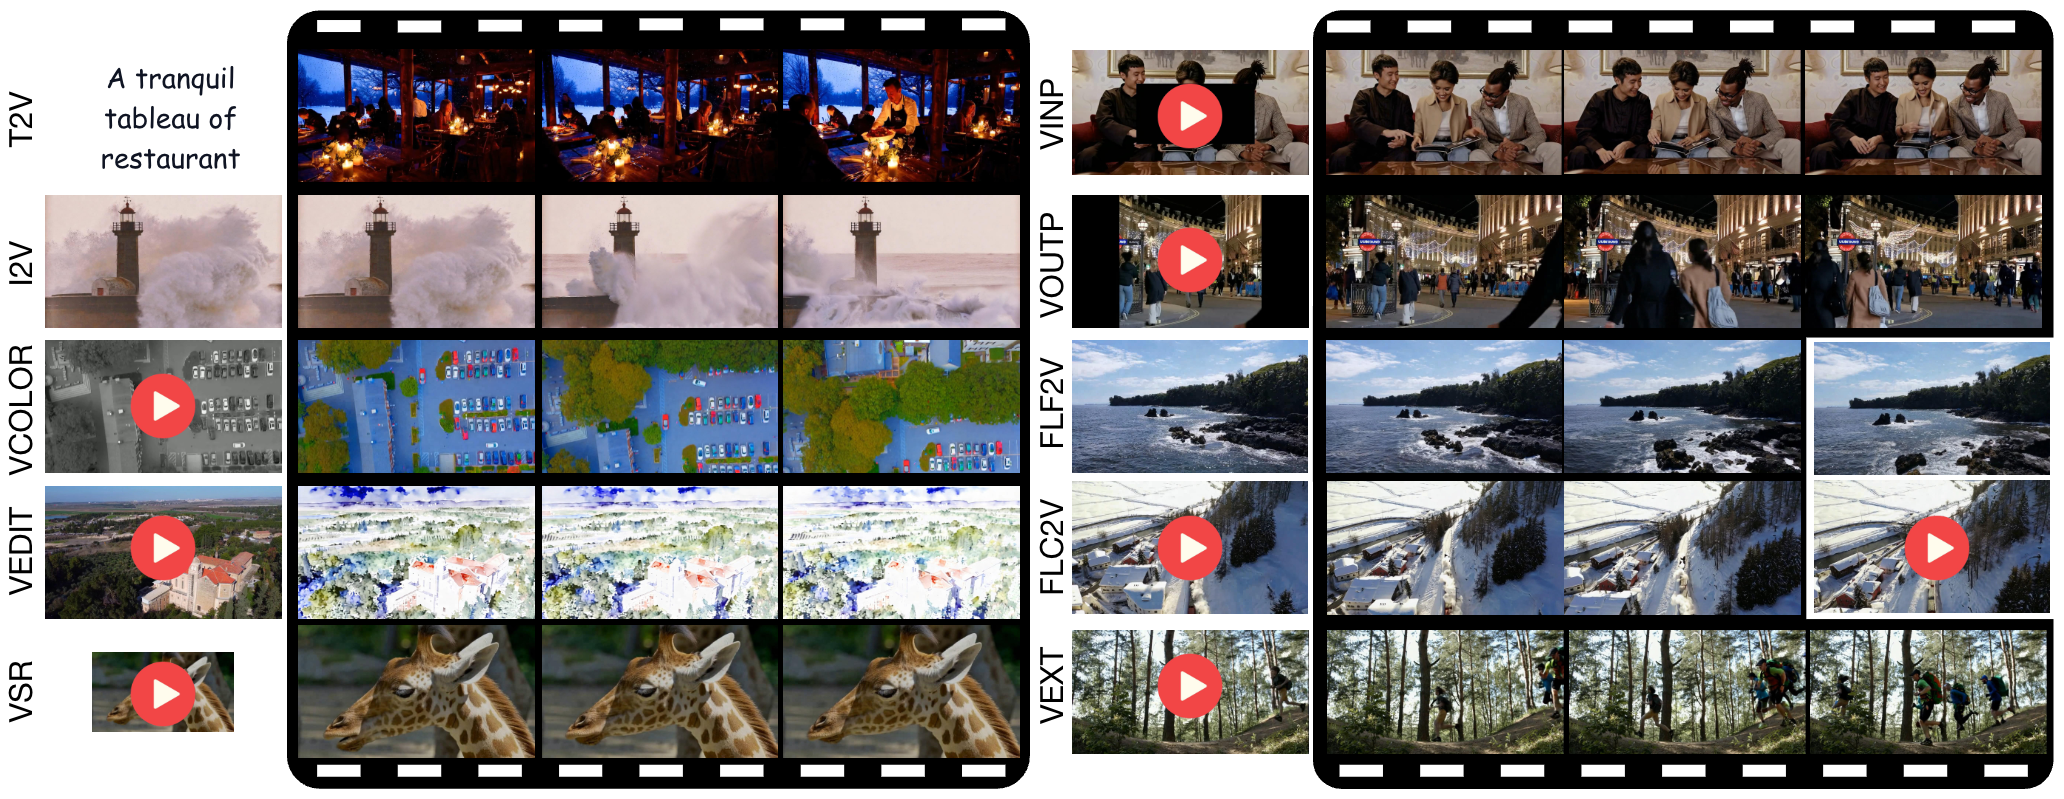 T2V
A tranquil
tableau of
restaurant
I2V
VCOLOR
VEDIT
VSR
VINP
VOUTP
FLF2V
FLC2V
VEXT